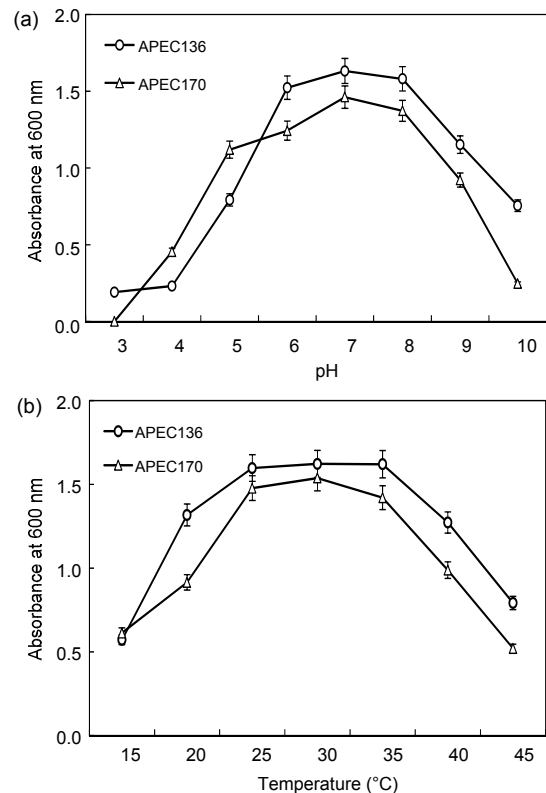 (a)
2.0
APEC136
APEC170
1.5
1.0
0.5
0.0
Absorbance at 600 nm
3 4 5 6 7 8 9 10
pH
(b)
2.0
APEC136
APEC170
1.5
1.0
0.5
0.0
Absorbance at 600 nm
15 20 25 30 35 40 45
Temperature (°C)